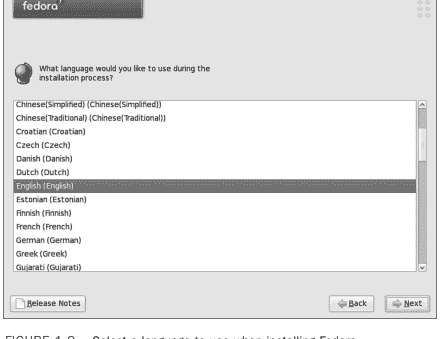 fedora
What language would you like to use during the
installation process?
Chinese(Simplified) (Chinese(Simplified))
Chinese(Traditional) (Chinese(Traditional))
Croatian (Croatian)
Czech (Czech)
Danish (Danish)
Dutch (Dutch)
English (English)
Estonian (Estonian)
Finnish (Finnish)
French (French)
German (German)
Greek (Greek)
Gujarati (Gujarati)
Release Notes
Back
Next
FIGURE 1.2 Select a language to use when installing Fedora.